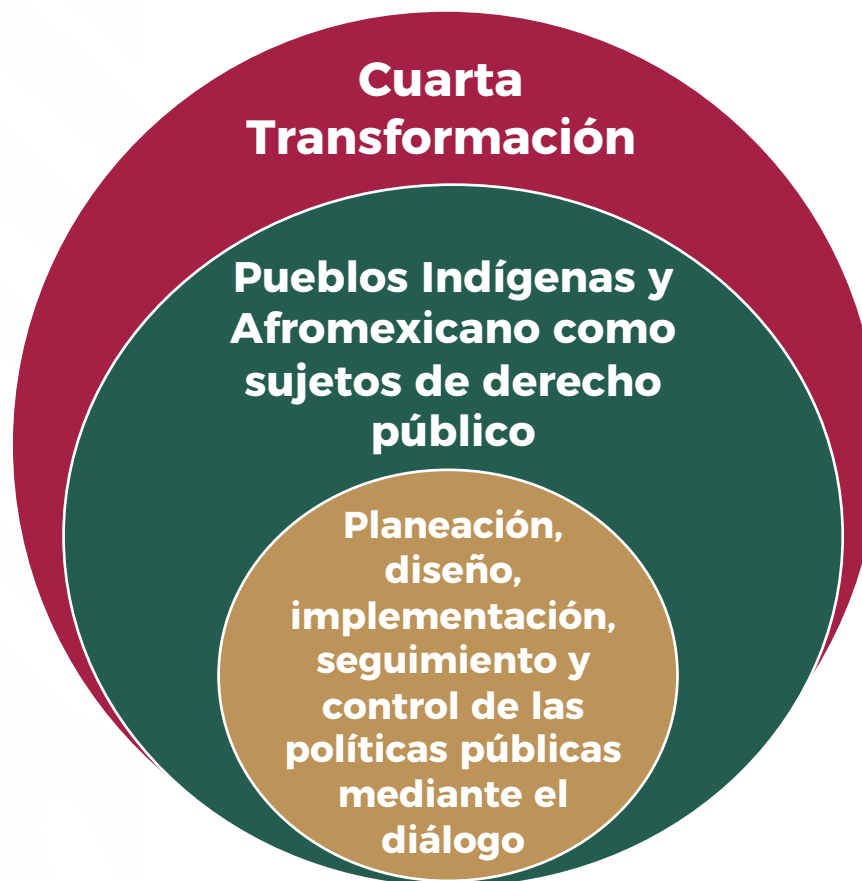 Cuarta
Transformación
Pueblos Indígenas y
Afromexicano como
sujetos de derecho
público
Planeación,
diseño,
implementación,
seguimiento y
control de las
políticas públicas
mediante el
diálogo